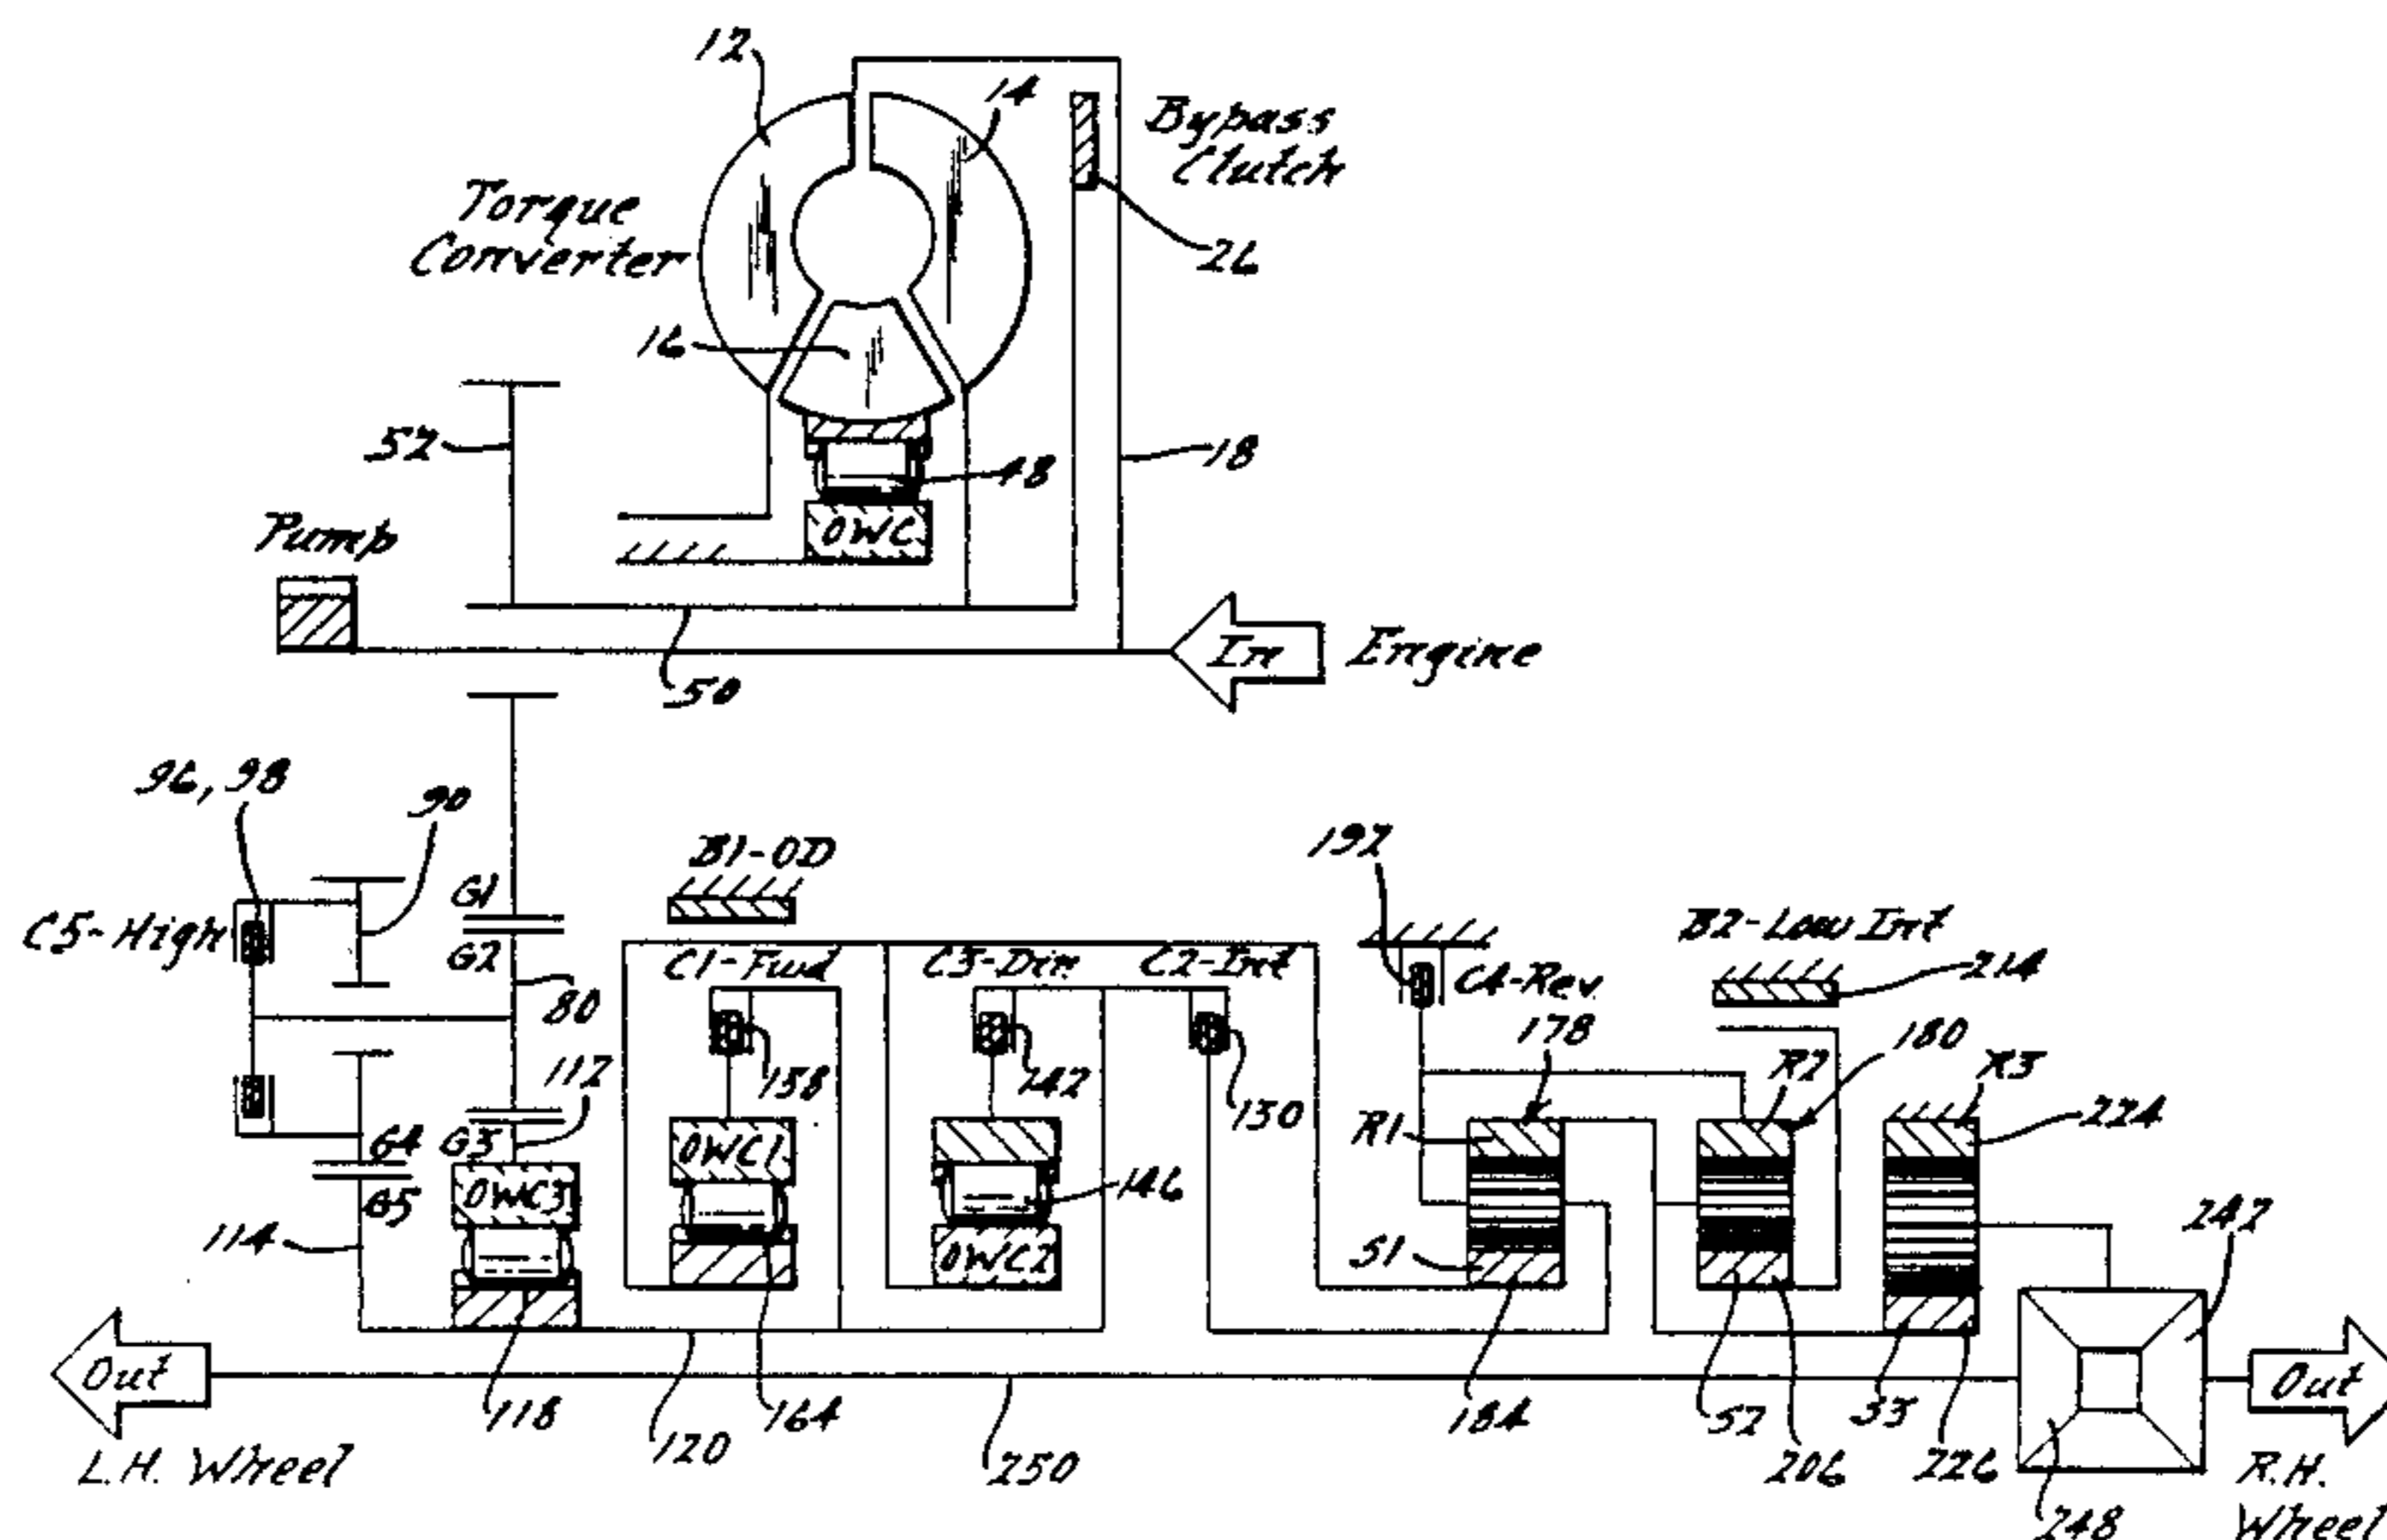 12
14
Bypass
Clutch
Torque
Converter
26
16
52
18
48
OWC
Pump
In
Engine
50
96, 98
90
B1-OD
192
G1
C5-High
G2
B2-Low Int
C1-Fwd
C3-Dir
C2-Int
214
C4-Rev
80
178
180
112
158
142
130
R2
R3
224
R1
G4
G3
OWC1
146
OWC3
G5
242
114
S1
OWC2
Out
Out
118
164
184
S2
S3
120
250
206
226
L.H. Wheel
R.H.
Wheel
248